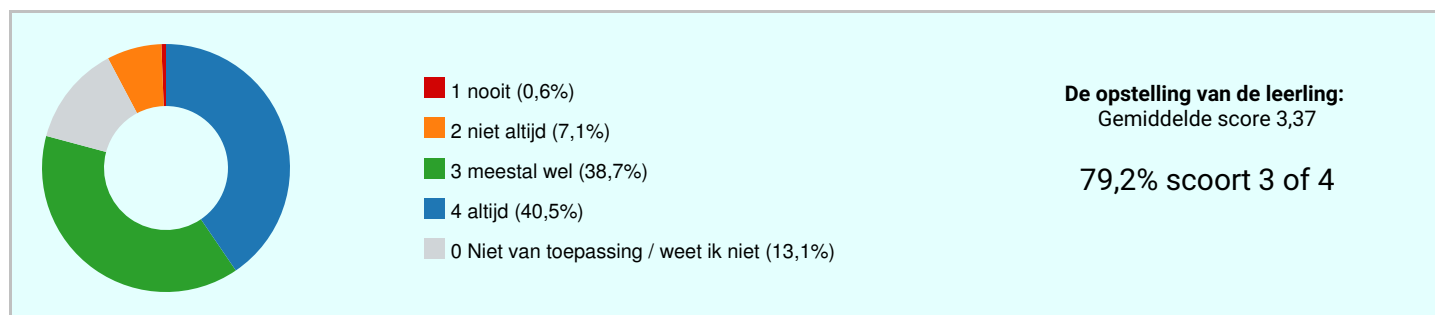 1 nooit (0,6%)
2 niet altijd (7,1%)
3 meestal wel (38,7%)
4 altijd (40,5%)
0 Niet van toepassing / weet ik niet (13,1%)
De opstelling van de leerling:
Gemiddelde score 3,37
79,2% scoort 3 of 4